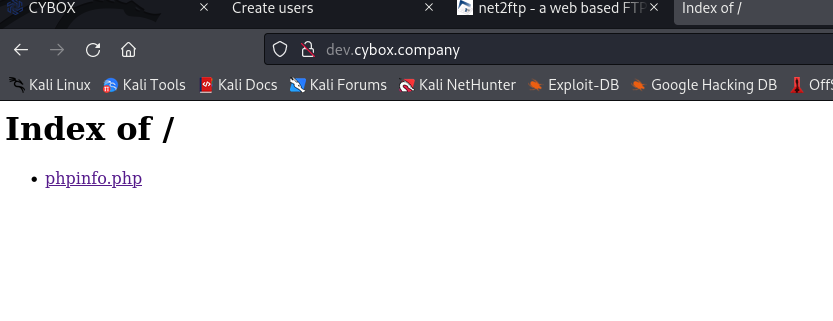 CYBOX Create users net2ftp - a web based FTP Index of /
dev.cybox.company
Kali Linux Kali Tools Kali Docs Kali Forums Kali NetHunter Exploit-DB Google Hacking DB OffS
Index of /
phpinfo.php